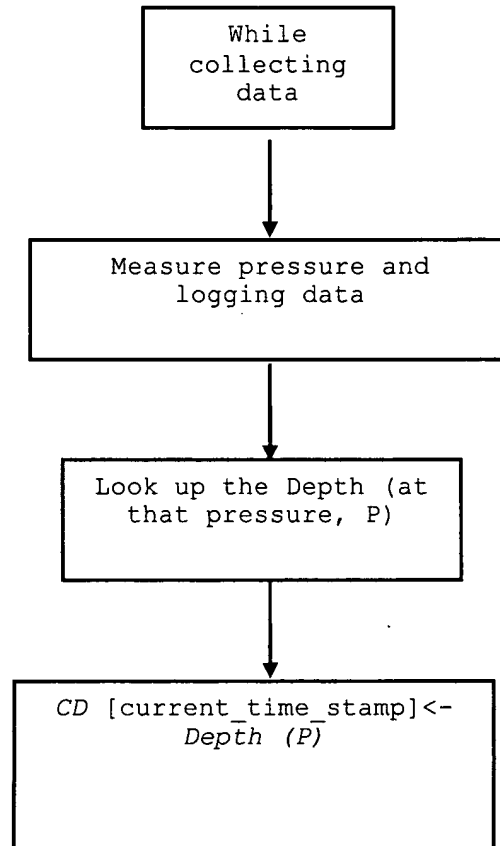 While
collecting
data
Measure pressure and
logging data
Look up the Depth (at
that pressure, P)
CD [current_time_stamp]<-
Depth (P)